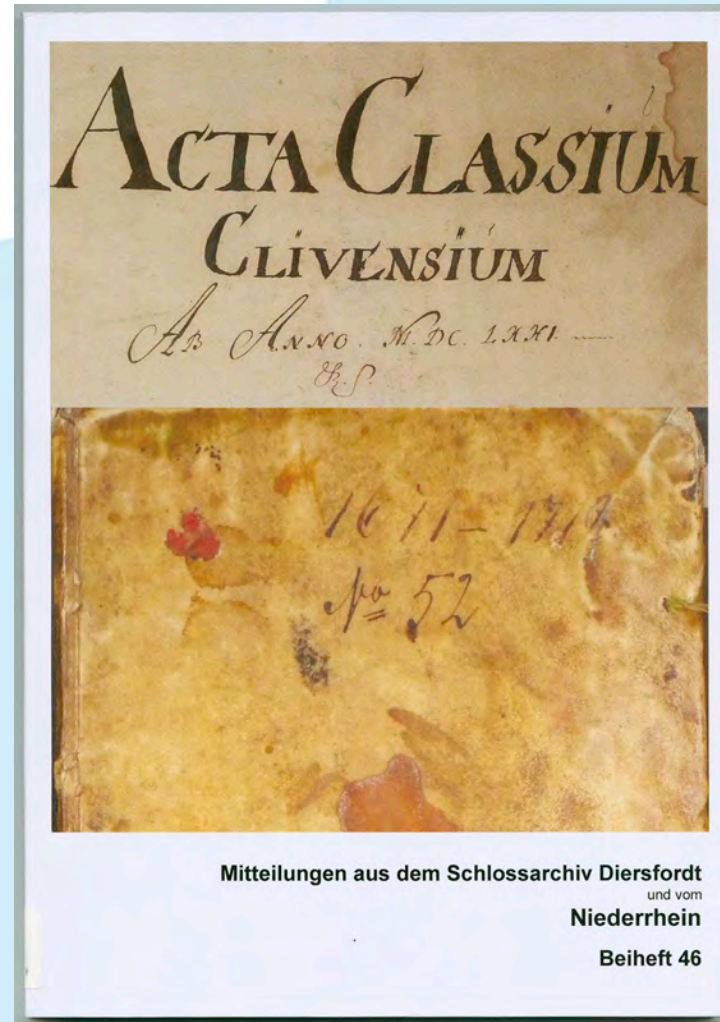 ACTA CLASSIUM
CLIVENSIUM
AB ANNO. M.DC. LXXI.
1671 – 1717
No 52
Mitteilungen aus dem Schlossarchiv Diersfordt
und vom
Niederrhein
Beiheft 46